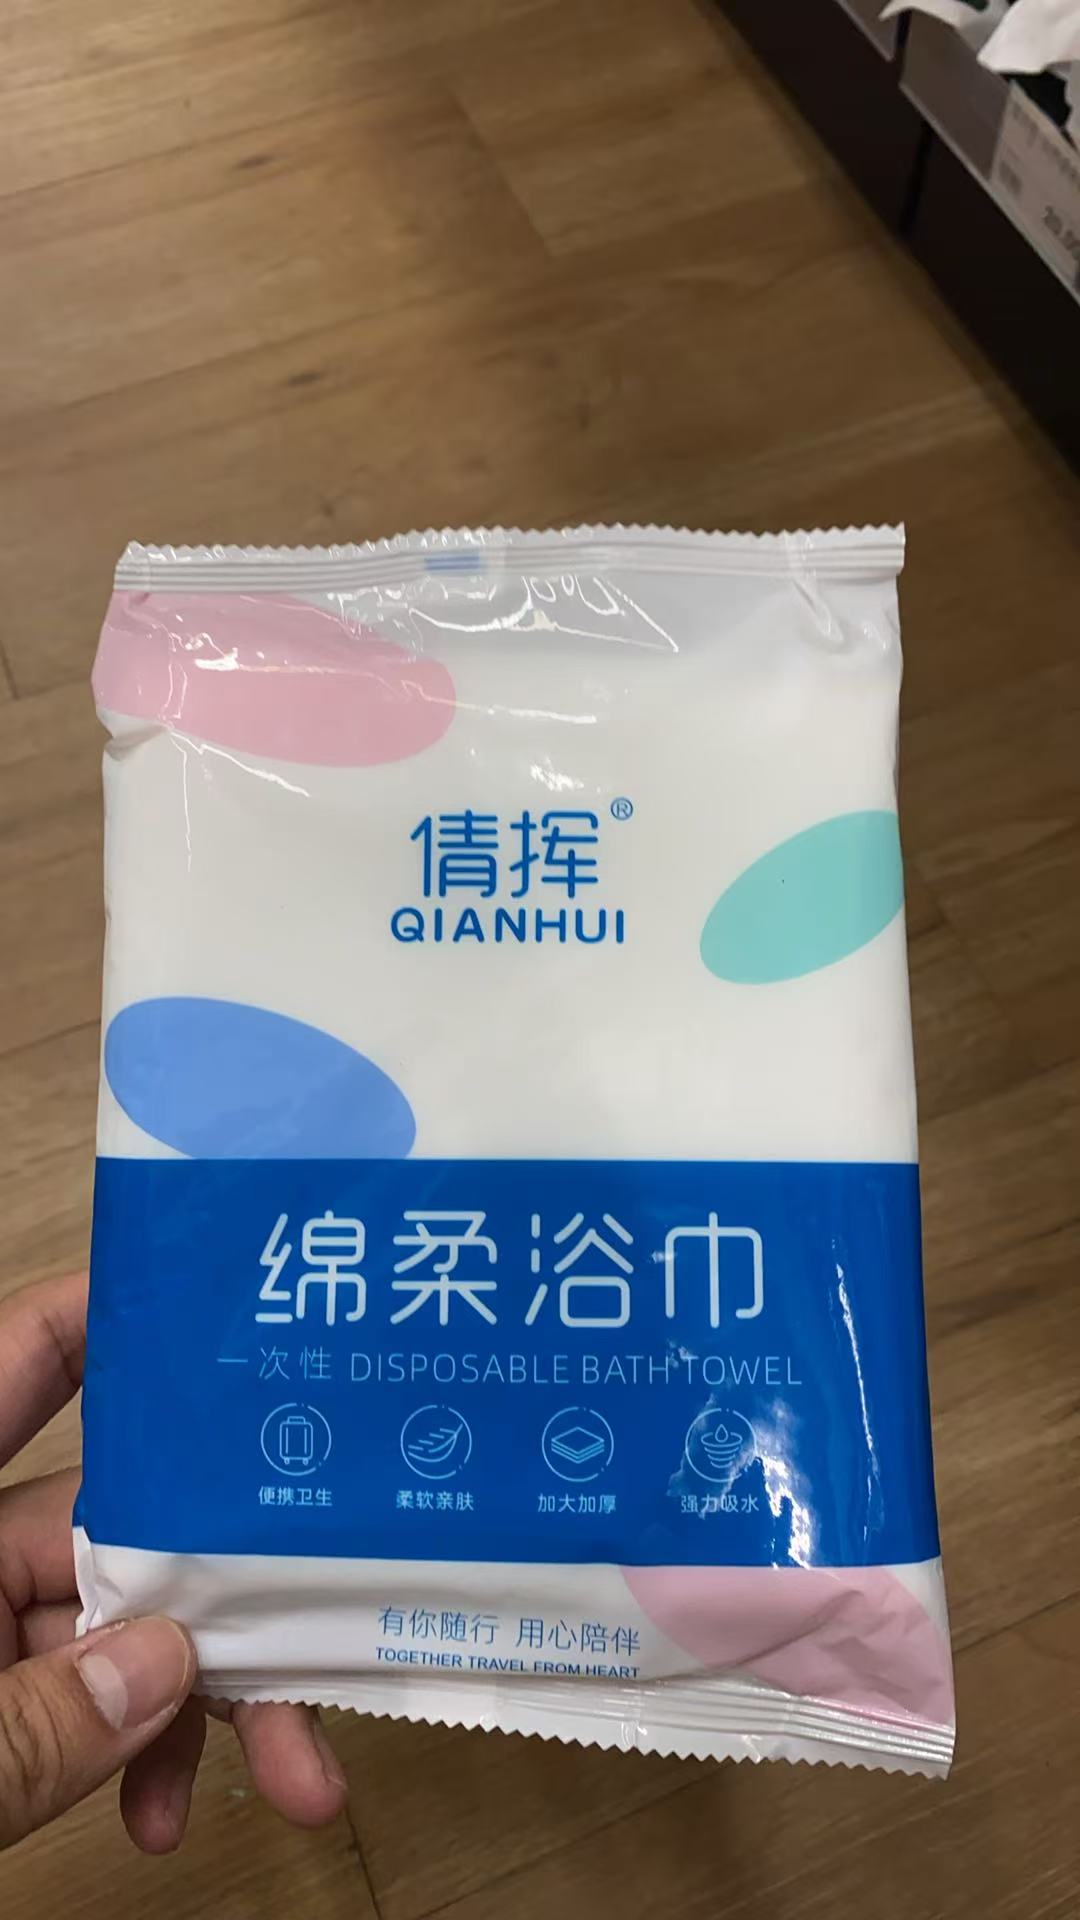 倩挥®
QIANHUI
绵柔浴巾
一次性 DISPOSABLE BATH TOWEL
便携卫生 柔软亲肤 加大加厚 强力吸水
有你随行 用心陪伴
TOGETHER TRAVEL FROM HEART